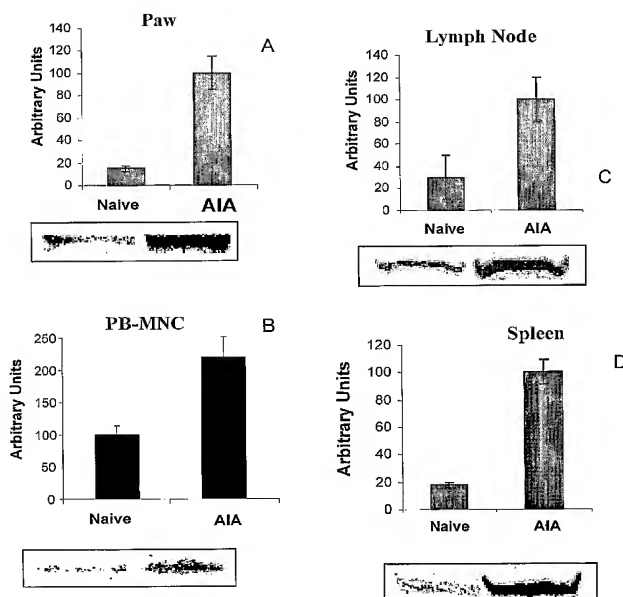 Paw
A
Arbitrary Units
140
120
100
80
60
40
20
0
Naive
AIA
Lymph Node
C
Arbitrary Units
140
120
100
80
60
40
20
0
Naive
AIA
PB-MNC
B
Arbitrary Units
250
200
150
100
50
0
Naive
AIA
Spleen
D
Arbitrary Units
120
100
80
60
40
20
0
Naive
AIA